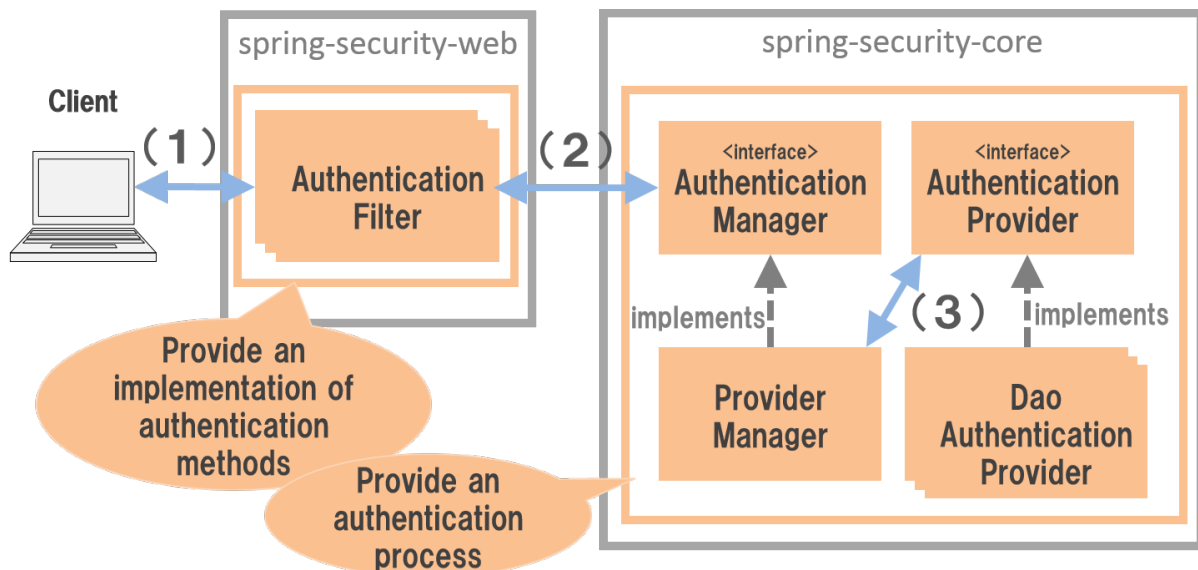 spring-security-web
spring-security-core
Client
(1)
(2)
Authentication
Filter
<interface>
Authentication
Manager
<interface>
Authentication
Provider
implements
(3)
implements
Provide an
implementation of
authentication
methods
Provider
Manager
Dao
Authentication
Provider
Provide an
authentication
process